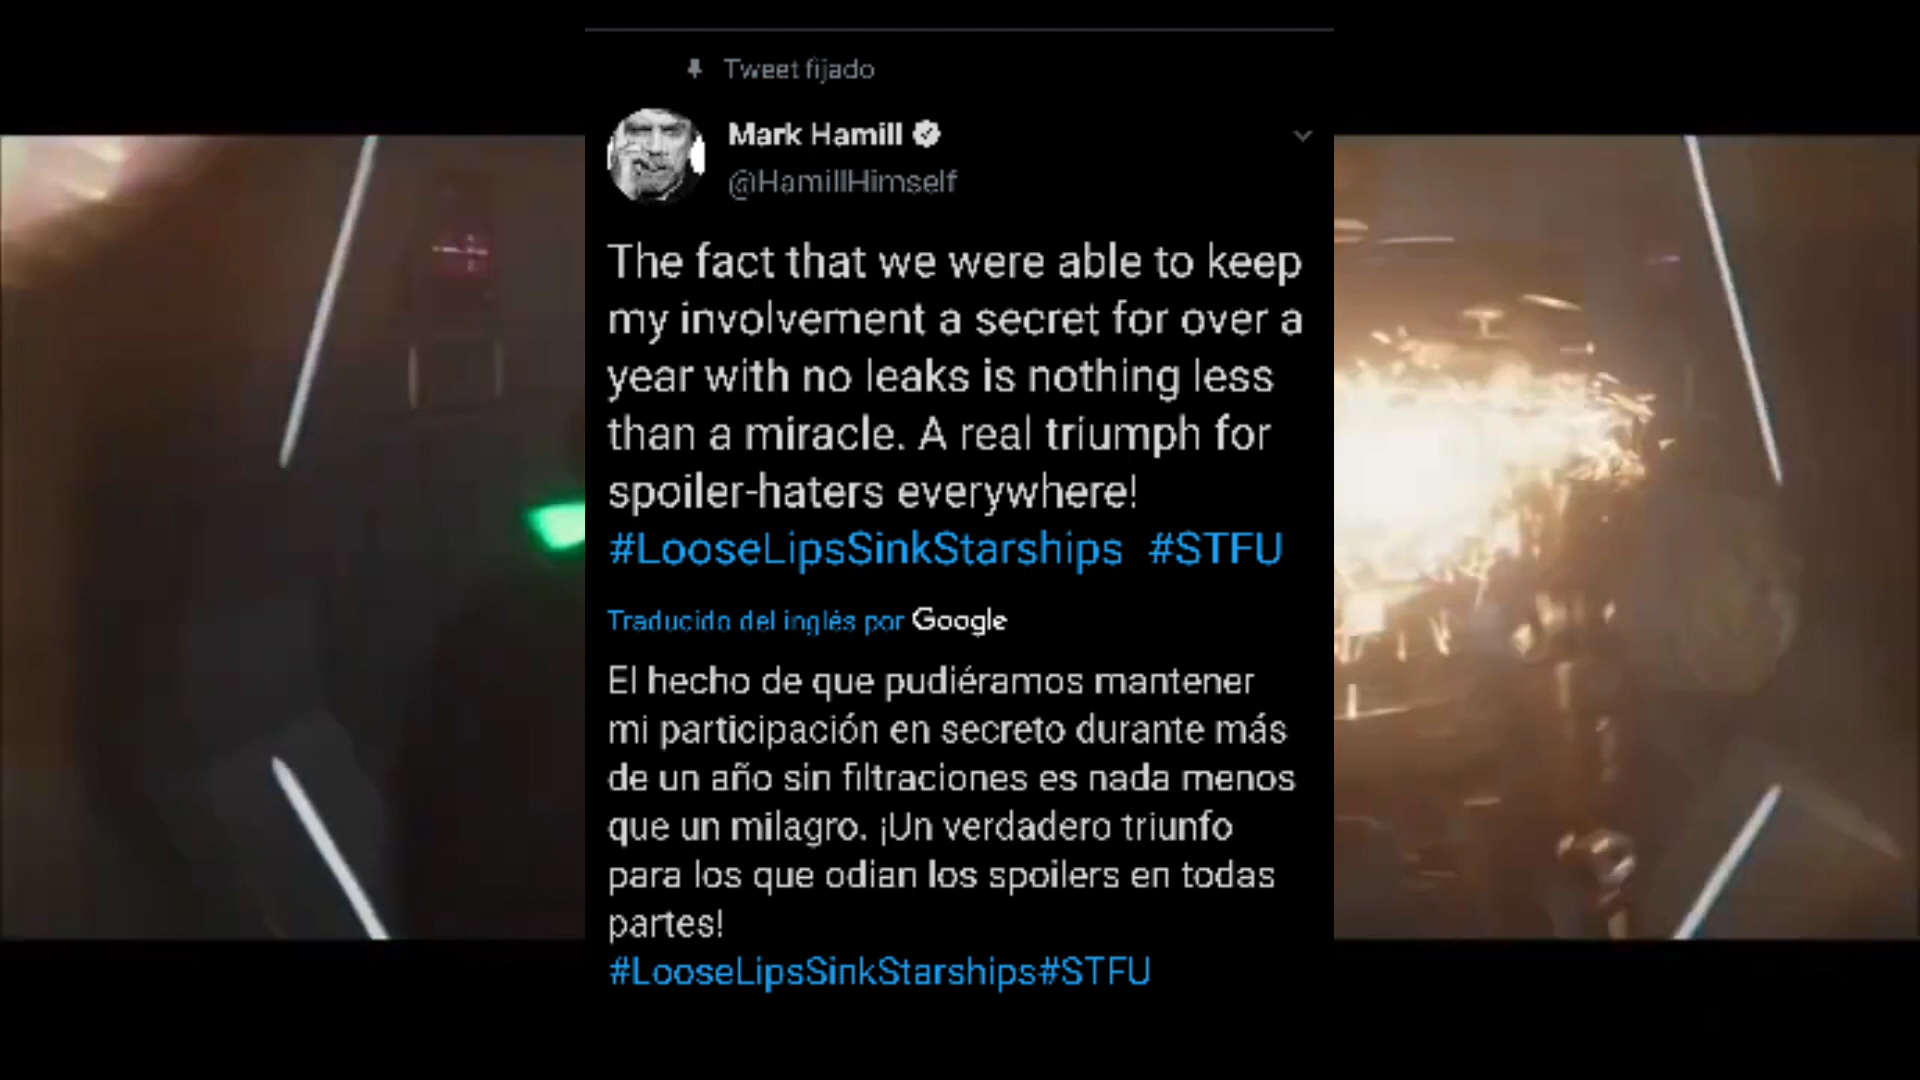 Tweet fijado
Mark Hamill
@HamillHimself
The fact that we were able to keep
my involvement a secret for over a
year with no leaks is nothing less
than a miracle. A real triumph for
spoiler-haters everywhere!
#LooseLipsSinkStarships #STFU
Traducido del inglés por Google
El hecho de que pudiéramos mantener
mi participación en secreto durante más
de un año sin filtraciones es nada menos
que un milagro. ¡Un verdadero triunfo
para los que odian los spoilers en todas
partes!
#LooseLipsSinkStarships#STFU